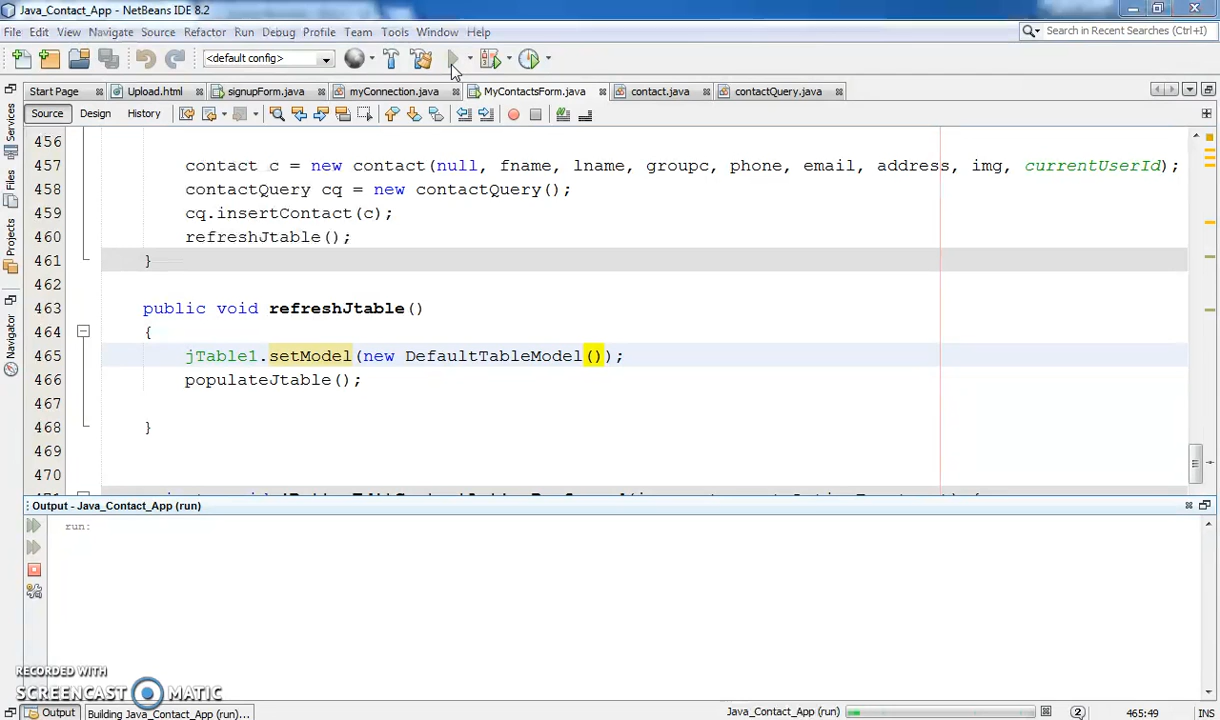 Java_Contact_App - NetBeans IDE 8.2
File Edit View Navigate Source Refactor Run Debug Profile Team Tools Window Help
Search in Recent Searches (Ctrl+I)
<default config>
Start Page Upload.html signupForm.java myConnection.java MyContactsForm.java contact.java contactQuery.java
Source Design History
Services
Files
Projects
Navigator
456
457 contact c = new contact(null, fname, lname, groupc, phone, email, address, img, currentUserId);
458 contactQuery cq = new contactQuery();
459 cq.insertContact(c);
460 refreshJtable();
461 }
462
463 public void refreshJtable()
464 {
465 jTable1.setModel(new DefaultTableModel());
466 populateJtable();
467
468 }
469
470
Output - Java_Contact_App (run)
run:
RECORDED WITH
SCREENCAST MATIC
Output Building Java_Contact_App (run)... Java_Contact_App (run) 2 465:49 INS